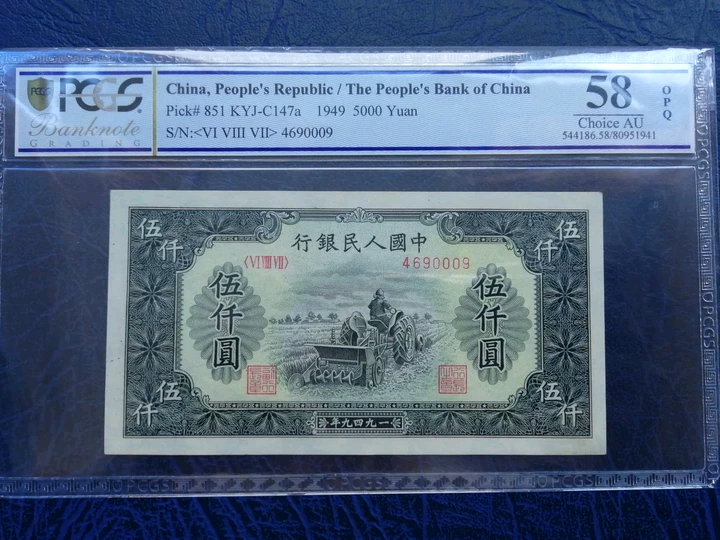 PCGS
Banknote
GRADING
China, People's Republic / The People's Bank of China
Pick# 851 KYJ-C147a 1949 5000 Yuan
S/N:<VI VIII VII> 4690009
58
Choice AU
544186.58/80951941
OPQ
行銀民人國中
〈VI VIII VII〉 4690009
伍仟
伍仟
伍仟圓
伍仟圓
伍仟
伍仟
年九四九一